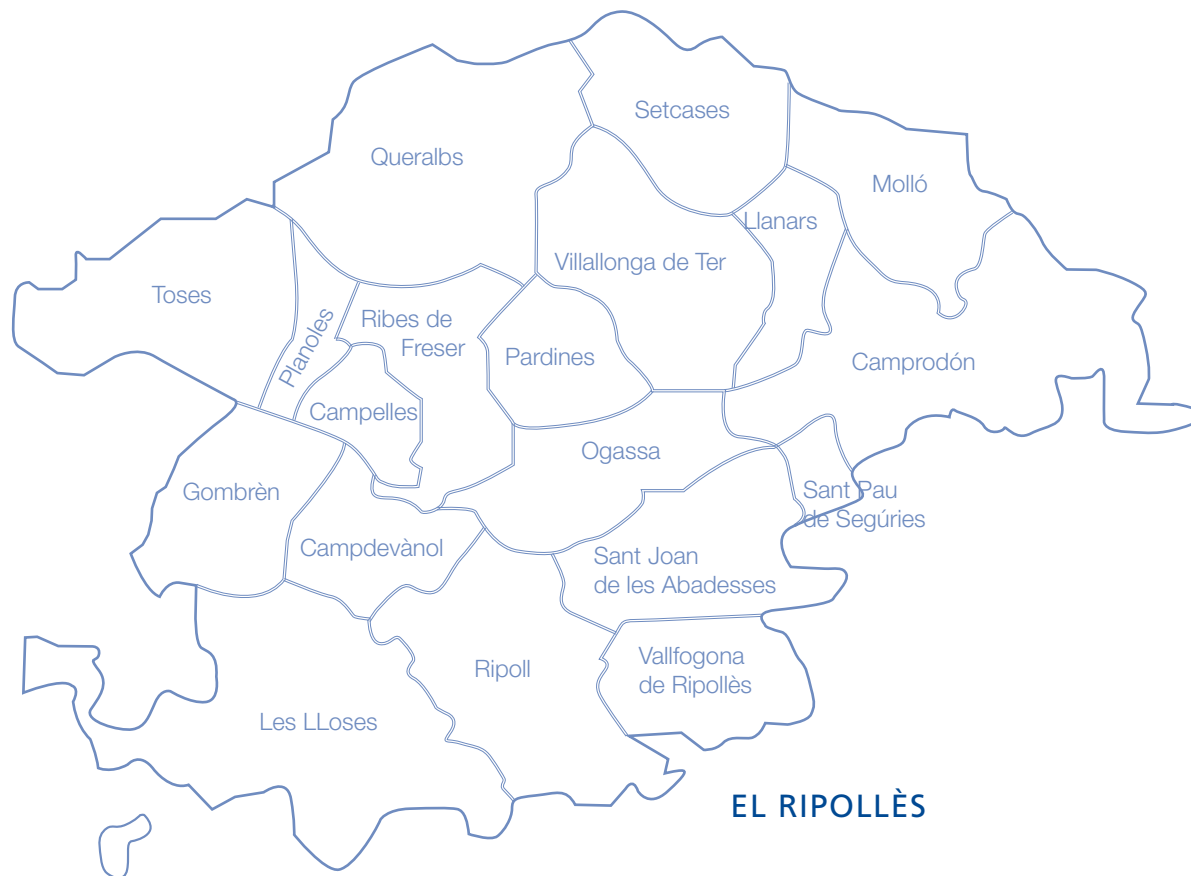 Setcases
Queralbs
Molló
Llanars
Villallonga de Ter
Toses
Ribes de
Freser
Planoles
Pardines
Camprodón
Campelles
Ogassa
Gombrèn
Sant Pau
de Segúries
Campdevànol
Sant Joan
de les Abadesses
Ripoll
Vallfogona
de Ripollès
Les LLoses
EL RIPOLLÈS